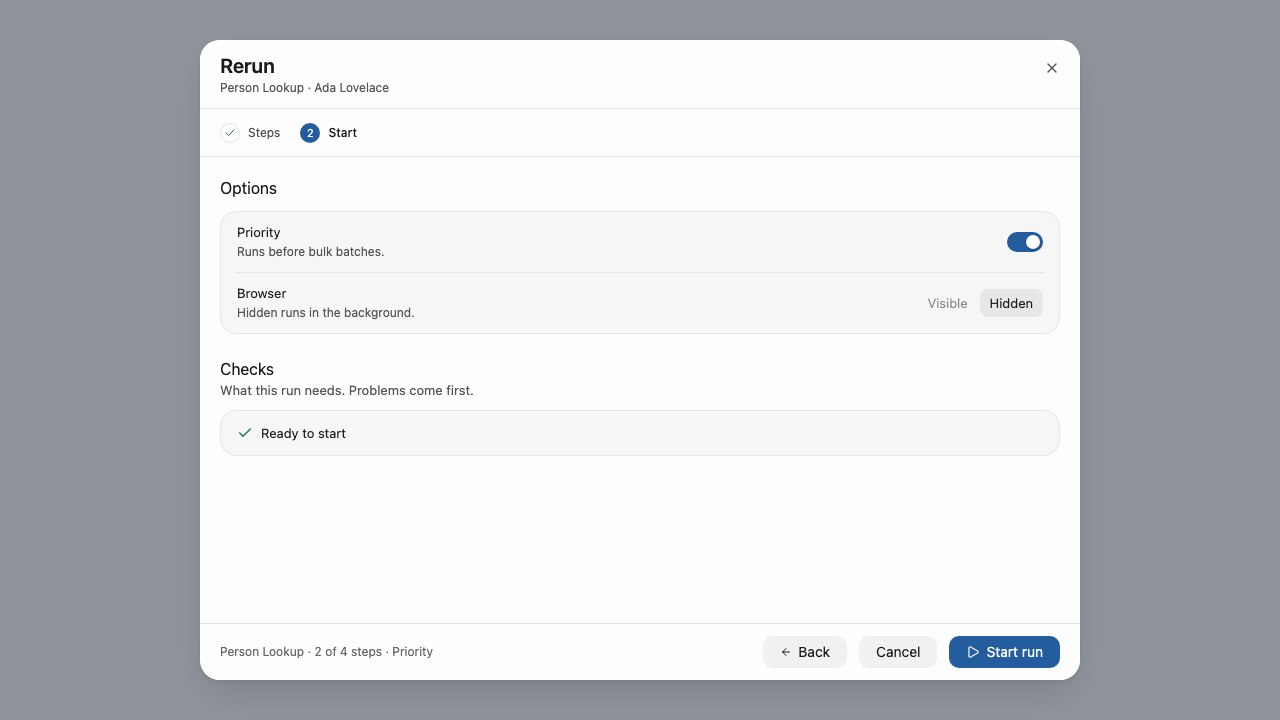 Rerun
Person Lookup · Ada Lovelace
Steps
2 Start
Options
Priority
Runs before bulk batches.
Browser
Hidden runs in the background.
Visible Hidden
Checks
What this run needs. Problems come first.
Ready to start
Person Lookup · 2 of 4 steps · Priority
Back Cancel Start run